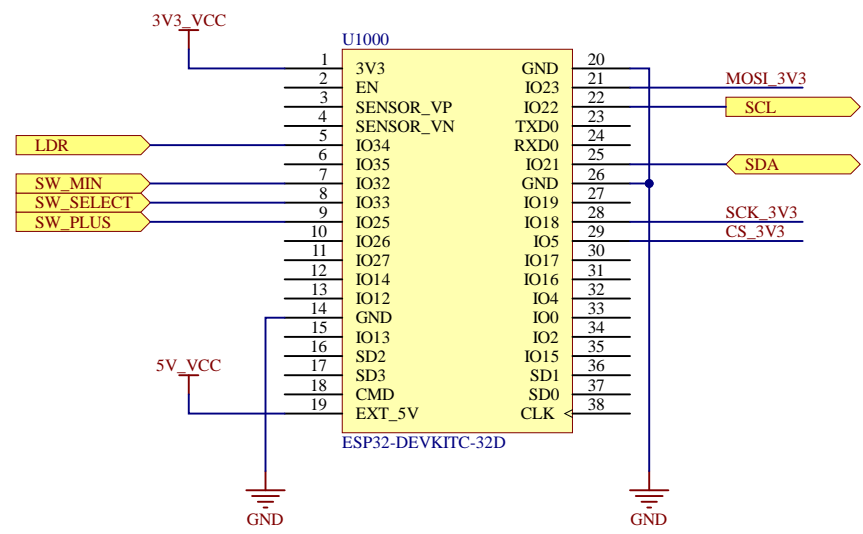 3V3_VCC
U1000
1 3V3 GND 20
2 EN IO23 21 MOSI_3V3
3 SENSOR_VP IO22 22 SCL
4 SENSOR_VN TXD0 23
LDR 5 IO34 RXD0 24
6 IO35 IO21 25 SDA
SW_MIN 7 IO32 GND 26
SW_SELECT 8 IO33 IO19 27
SW_PLUS 9 IO25 IO18 28 SCK_3V3
10 IO26 IO5 29 CS_3V3
11 IO27 IO17 30
12 IO14 IO16 31
13 IO12 IO4 32
14 GND IO0 33
15 IO13 IO2 34
16 SD2 IO15 35
5V_VCC 17 SD3 SD1 36
18 CMD SD0 37
19 EXT_5V CLK 38
ESP32-DEVKITC-32D
GND GND